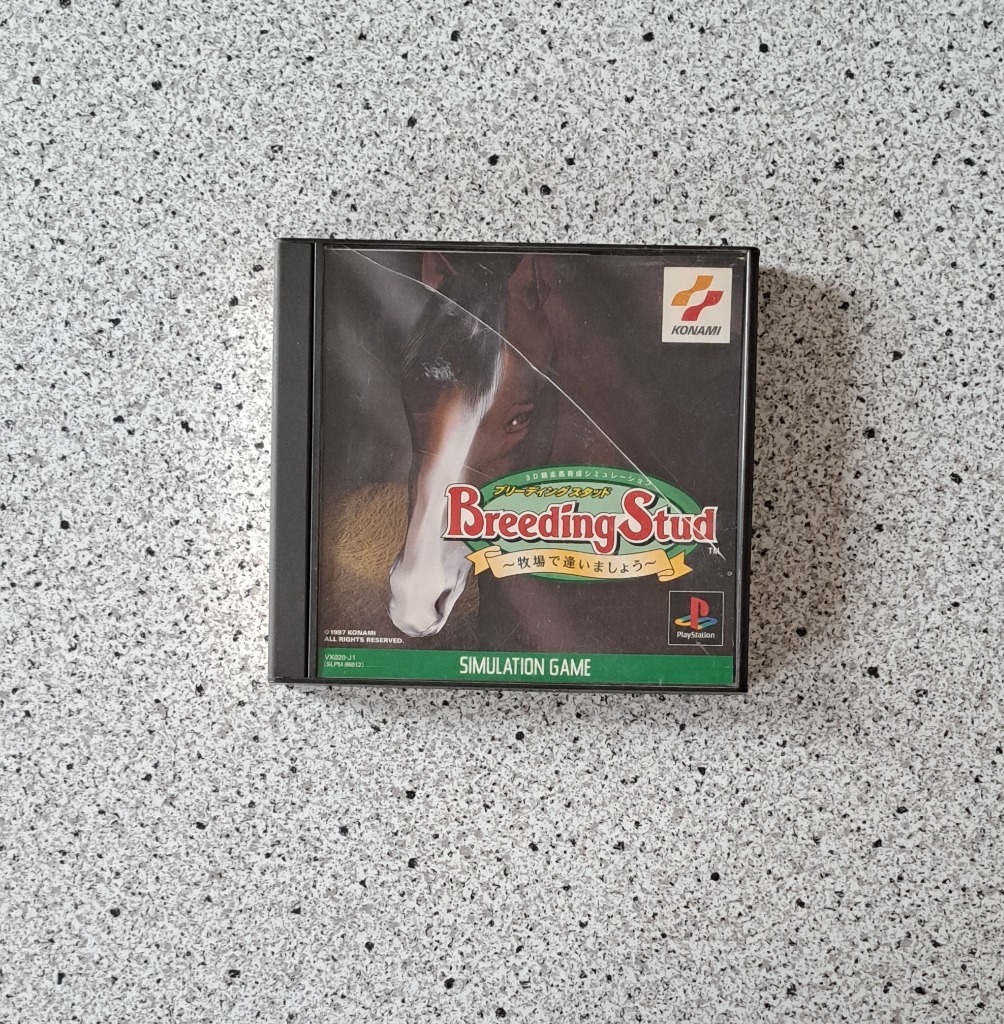 KONAMI
3D競走馬育成シミュレーション
ブリーディングスタッド
Breeding Stud
TM
～牧場で逢いましょう～
PlayStation
©1997 KONAMI
ALL RIGHTS RESERVED.
VX020-J1
(SLPM 86012)
SIMULATION GAME